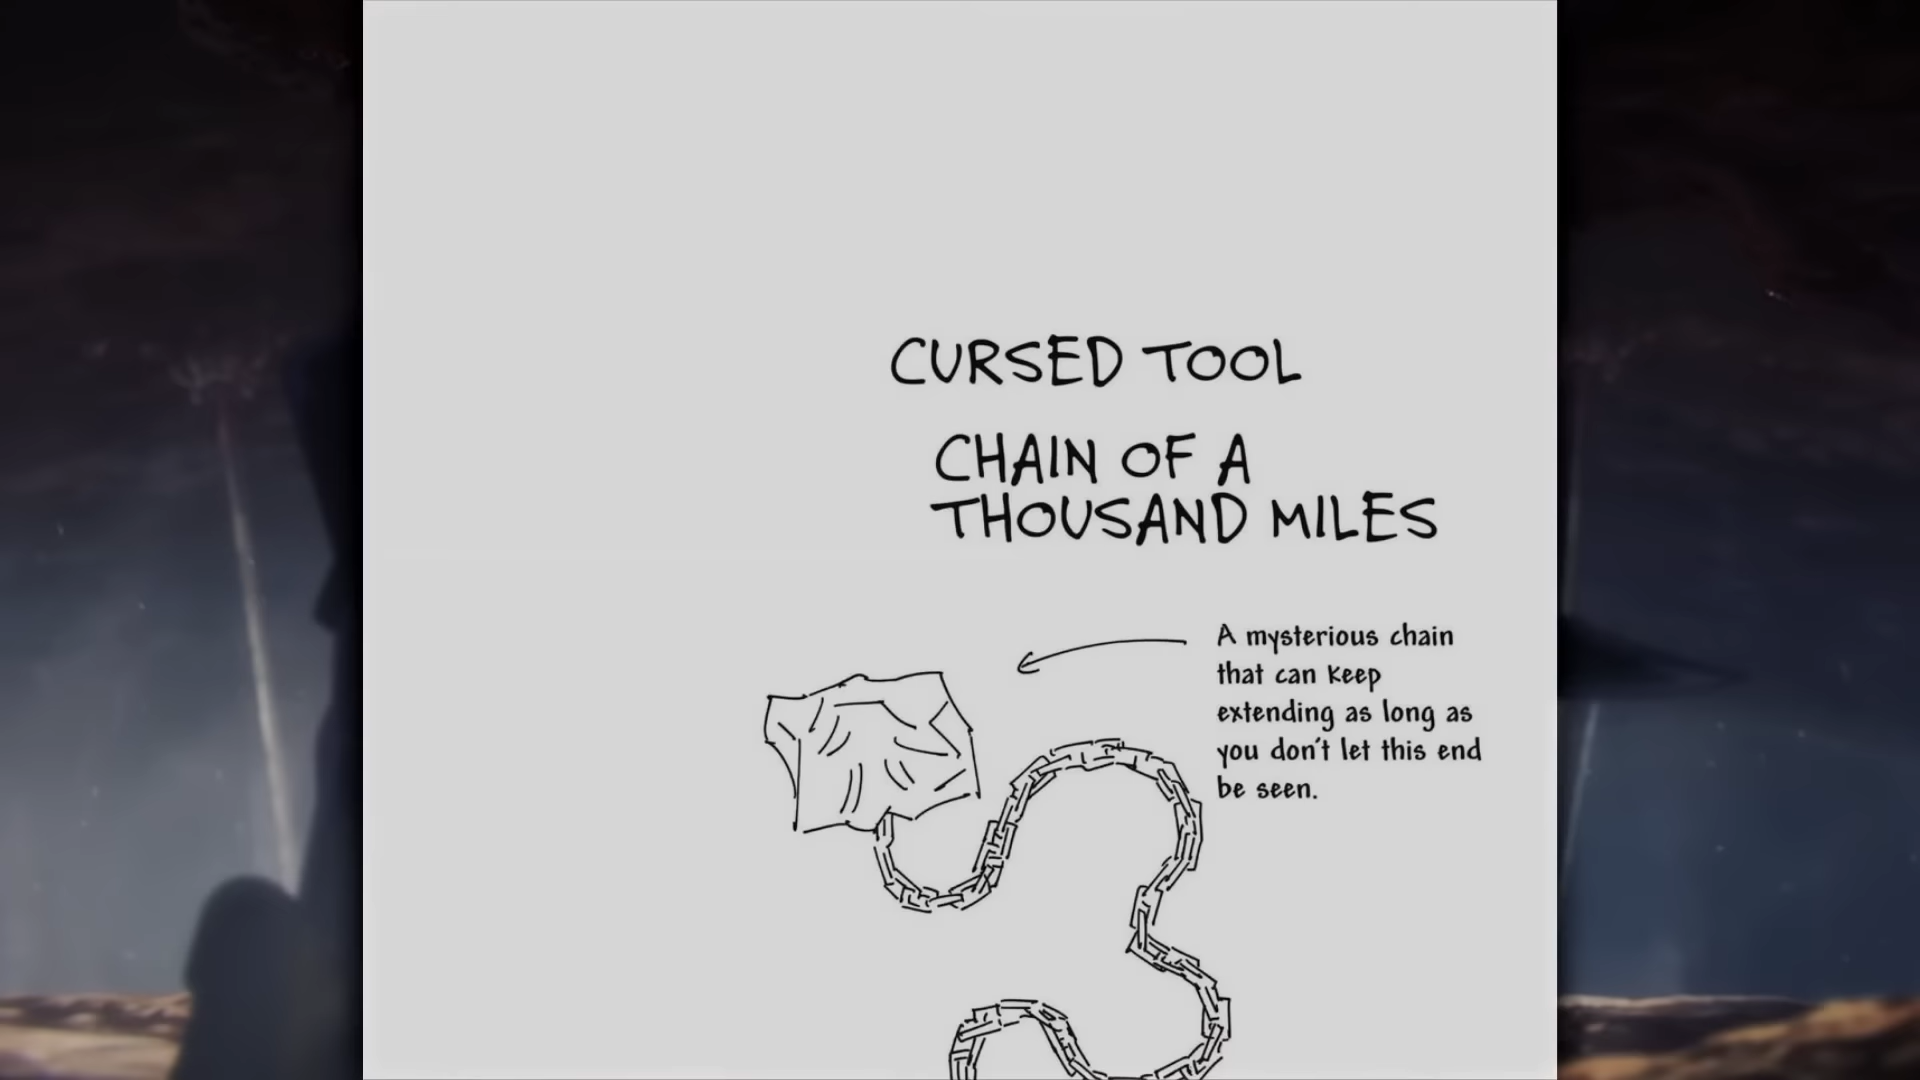 CURSED TOOL
CHAIN OF A
THOUSAND MILES
A mysterious chain
that can keep
extending as long as
you don't let this end
be seen.